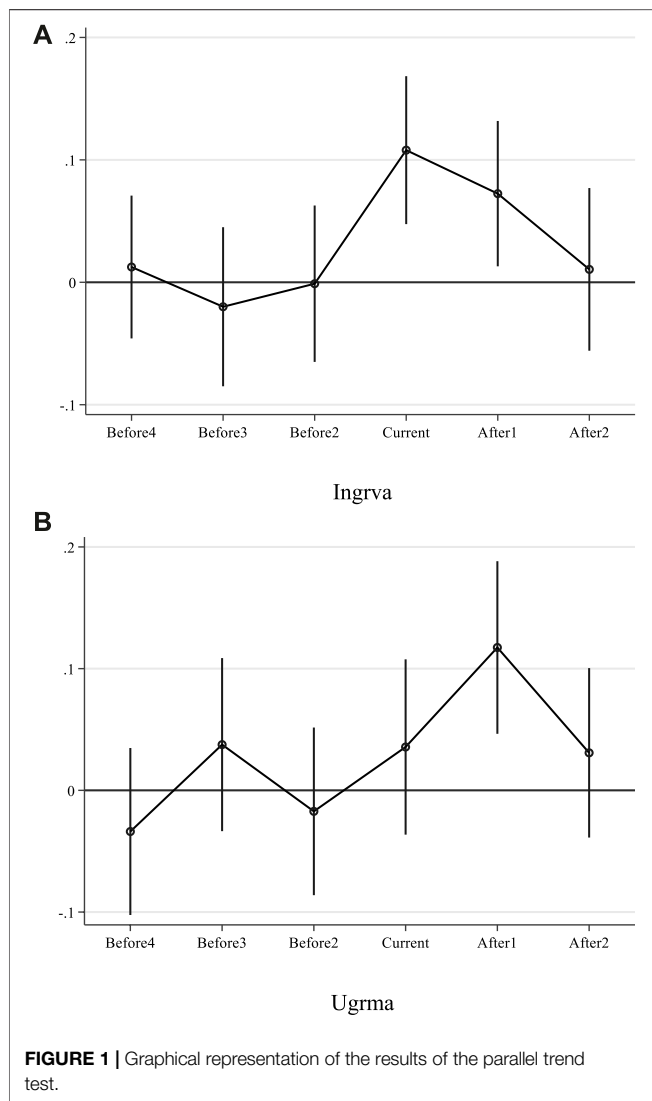 A
.2
.1
0
-.1
Before4 Before3 Before2 Current After1 After2
Ingrva
B
.2
.1
0
-.1
Before4 Before3 Before2 Current After1 After2
Ugrma
FIGURE 1 | Graphical representation of the results of the parallel trend
test.